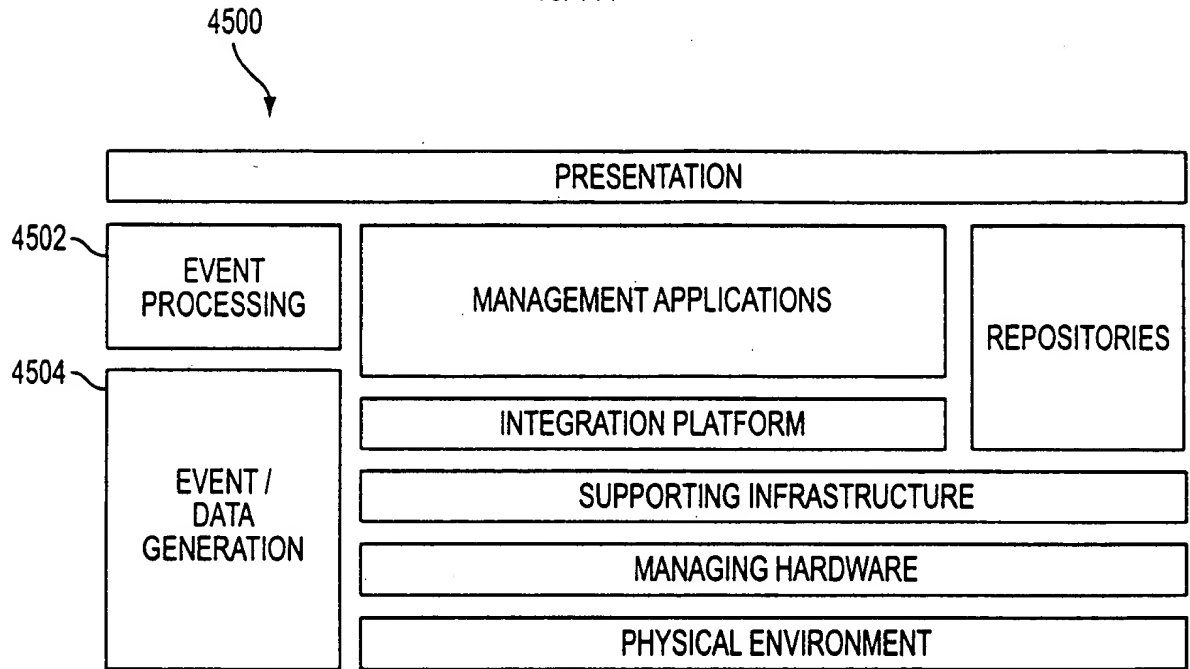 4500
PRESENTATION
4502
EVENT
PROCESSING
MANAGEMENT APPLICATIONS
REPOSITORIES
4504
EVENT /
DATA
GENERATION
INTEGRATION PLATFORM
SUPPORTING INFRASTRUCTURE
MANAGING HARDWARE
PHYSICAL ENVIRONMENT